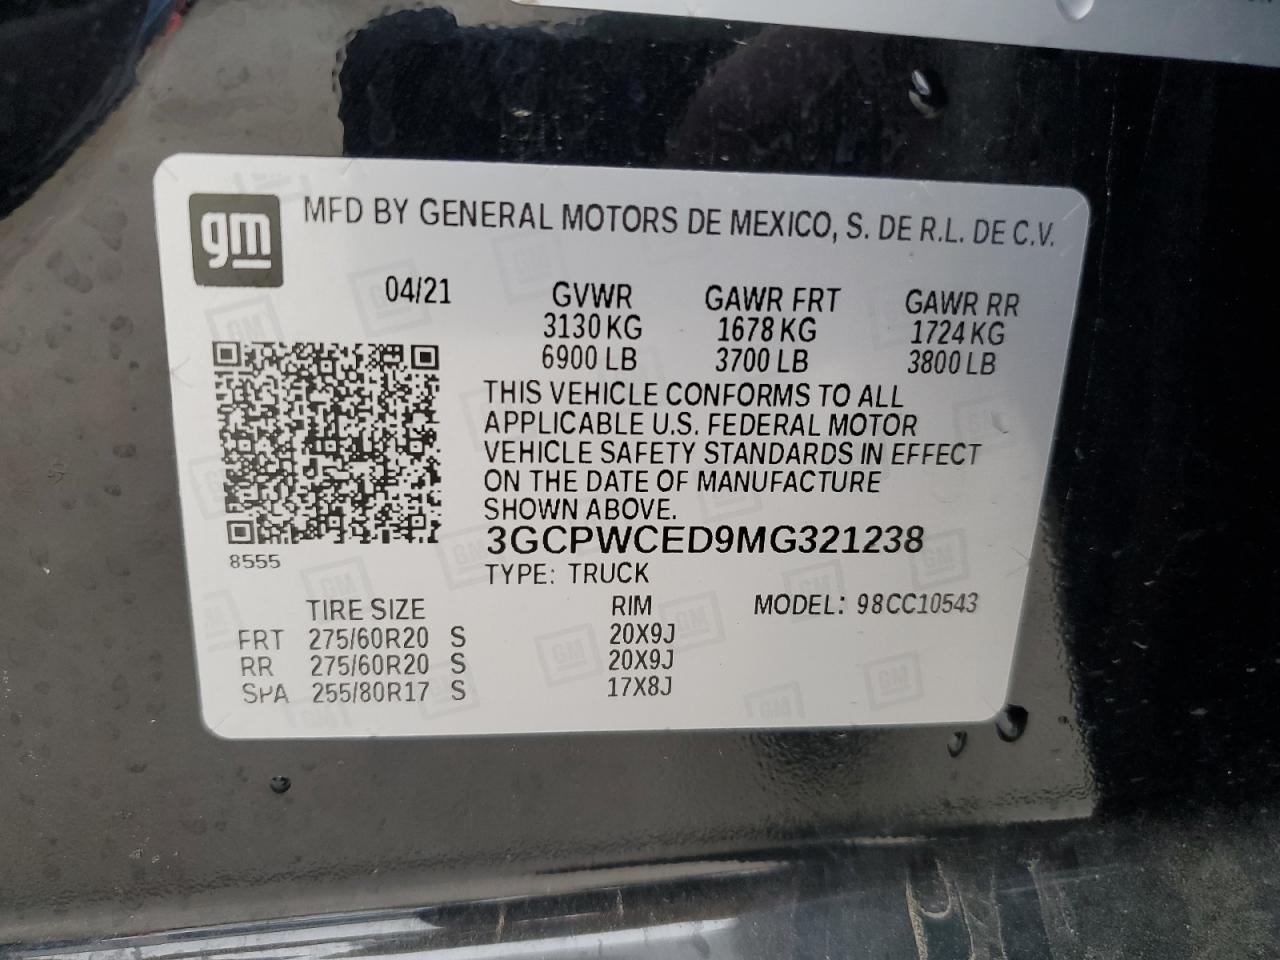 gm MFD BY GENERAL MOTORS DE MEXICO, S. DE R.L. DE C.V.
04/21 GVWR GAWR FRT GAWR RR
3130 KG 1678 KG 1724 KG
6900 LB 3700 LB 3800 LB
THIS VEHICLE CONFORMS TO ALL
APPLICABLE U.S. FEDERAL MOTOR
VEHICLE SAFETY STANDARDS IN EFFECT
ON THE DATE OF MANUFACTURE
SHOWN ABOVE.
3GCPWCED9MG321238
8555
TYPE: TRUCK
TIRE SIZE RIM MODEL: 98CC10543
FRT 275/60R20 S 20X9J
RR 275/60R20 S 20X9J
SPA 255/80R17 S 17X8J